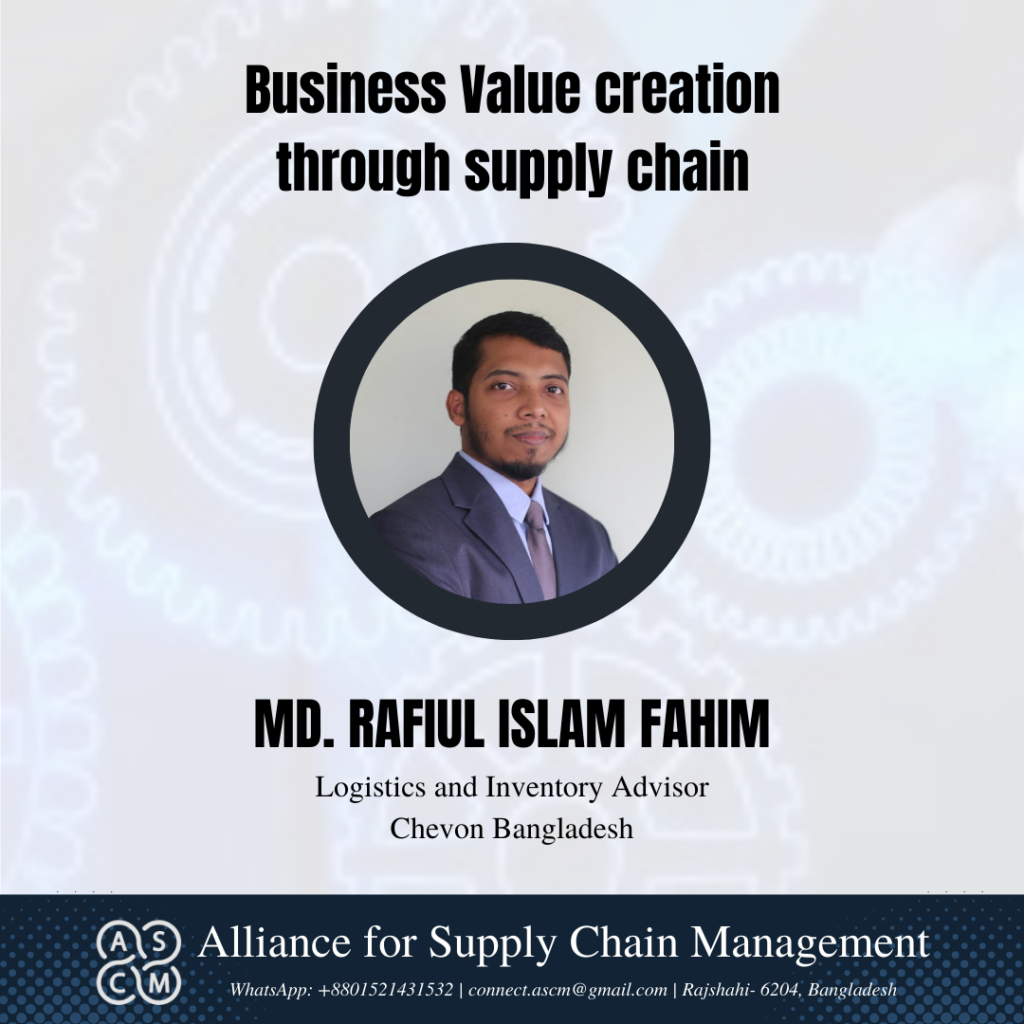 Business Value creation
through supply chain
MD. RAFIUL ISLAM FAHIM
Logistics and Inventory Advisor
Chevon Bangladesh
A S
C M
Alliance for Supply Chain Management
WhatsApp: +8801521431532 | connect.ascm@gmail.com | Rajshahi- 6204, Bangladesh